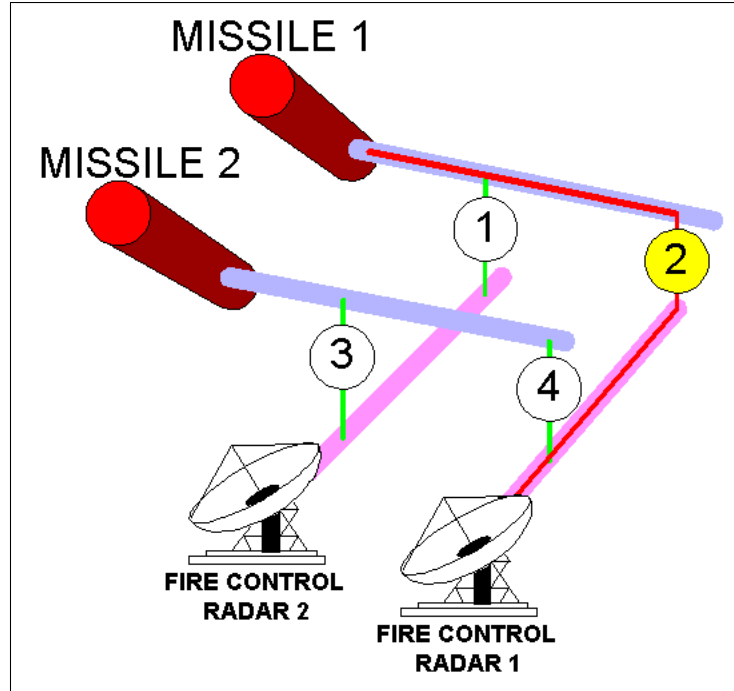 MISSILE 1
MISSILE 2
1
2
3
4
FIRE CONTROL
RADAR 2
FIRE CONTROL
RADAR 1